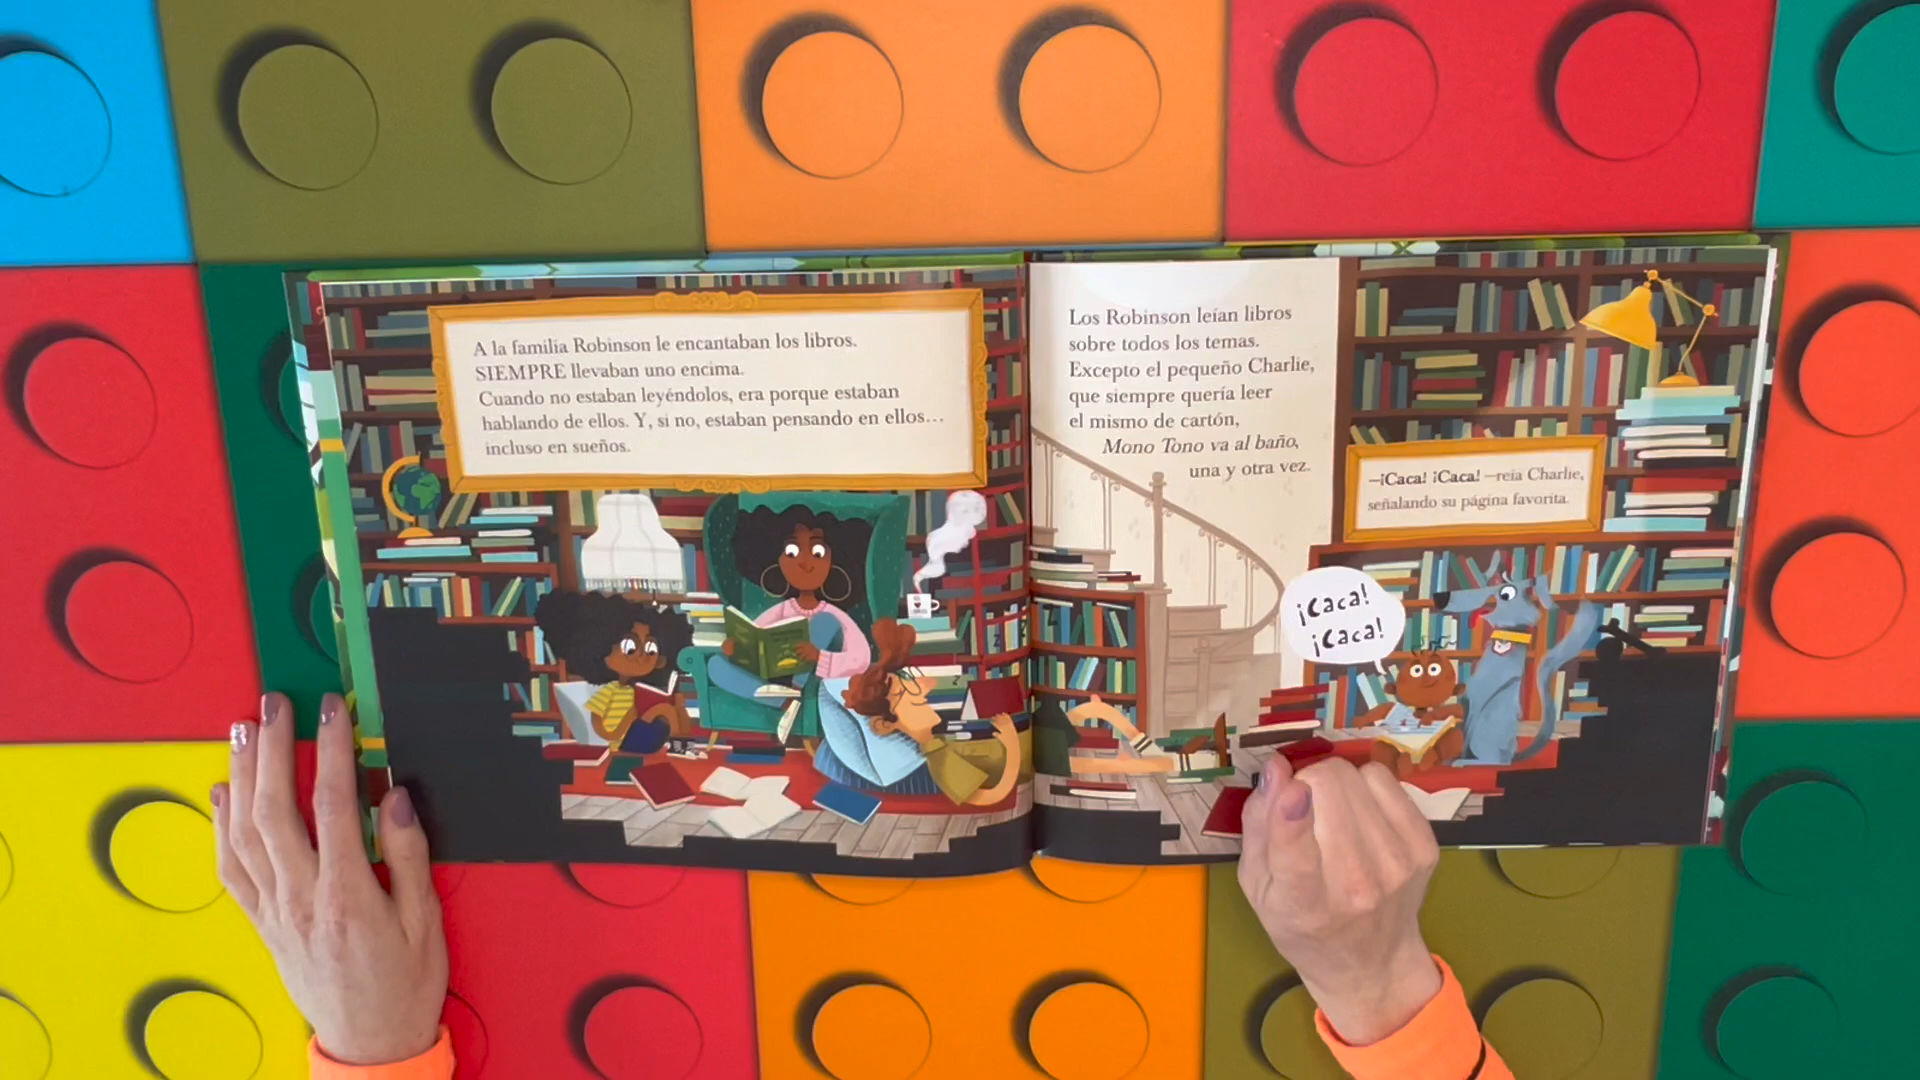 A la familia Robinson le encantaban los libros.
SIEMPRE llevaban uno encima.
Cuando no estaban leyéndolos, era porque estaban
hablando de ellos. Y, si no, estaban pensando en ellos…
incluso en sueños.
Los Robinson leían libros
sobre todos los temas.
Excepto el pequeño Charlie,
que siempre quería leer
el mismo de cartón,
Mono Tono va al baño,
una y otra vez.
—¡Caca! ¡Caca! —reía Charlie,
señalando su página favorita.
¡Caca!
¡Caca!